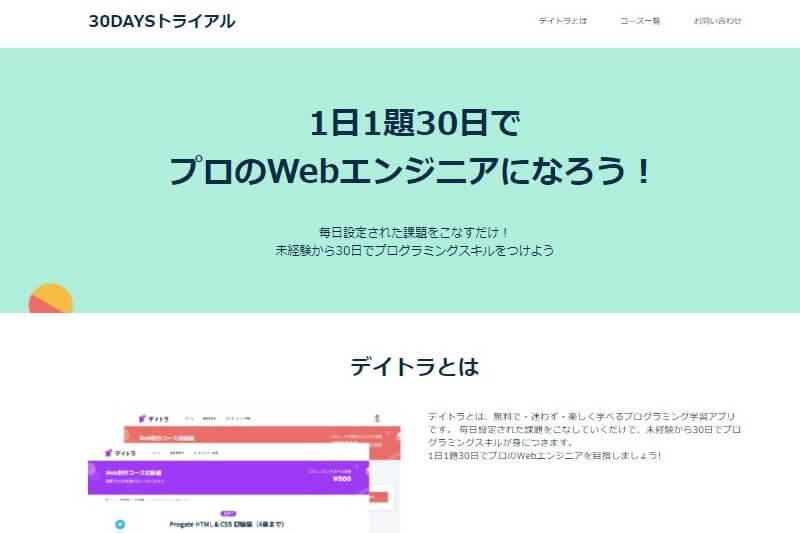 30DAYSトライアル
デイトラとは
コース一覧
お問い合わせ
1日1題30日で
プロのWebエンジニアになろう！
毎日設定された課題をこなすだけ！
未経験から30日でプログラミングスキルをつけよう
デイトラとは
デイトラとは、無料で・迷わず・楽しく学べるプログラミング学習アプリ
です。 毎日設定された課題をこなしていくだけで、未経験から30日でプロ
グラミングスキルが身につきます。
1日1題30日でプロのWebエンジニアを目指しましょう!
デイトラ
Web制作コース初級編
デイトラ
Web制作コース初級編
¥500
Progate HTML & CSS 初級編（4章まで）